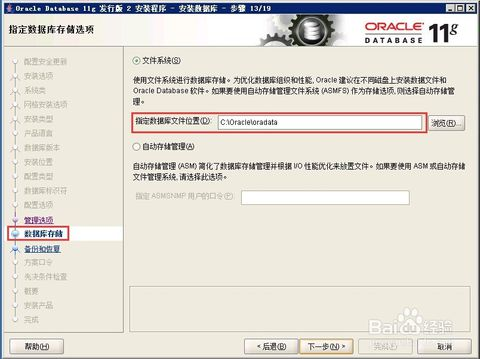 Oracle Database 11g 发行版 2 安装程序 - 安装数据库 - 步骤 13/19
指定数据库存储选项
ORACLE
DATABASE 11g
配置安全更新
安装选项
系统类
网格安装选项
安装类型
产品语言
数据库版本
安装位置
配置类型
数据库标识符
配置选项
管理选项
数据库存储
备份和恢复
方案口令
先决条件检查
概要
安装产品
完成
文件系统(S)
使用文件系统进行数据库存储。为优化数据库组织和性能, Oracle 建议在不同磁盘上安装数据文件和
Oracle Database 软件。如果要使用自动存储管理文件系统 (ASMFS) 作为存储选项, 则选择自动存储管
理。
指定数据库文件位置(D): C:\Oracle\oradata 浏览(R)...
自动存储管理(A)
自动存储管理 (ASM) 简化了数据库存储管理并根据 I/O 性能优化来放置文件。如果要使用 ASM 或自动存储
文件管理系统, 请选择此选项。
指定 ASMSNMP 用户的口令(P):
帮助(H) < 后退(B) 下一步(N) > 完成(F) 取消
Baidu 经验